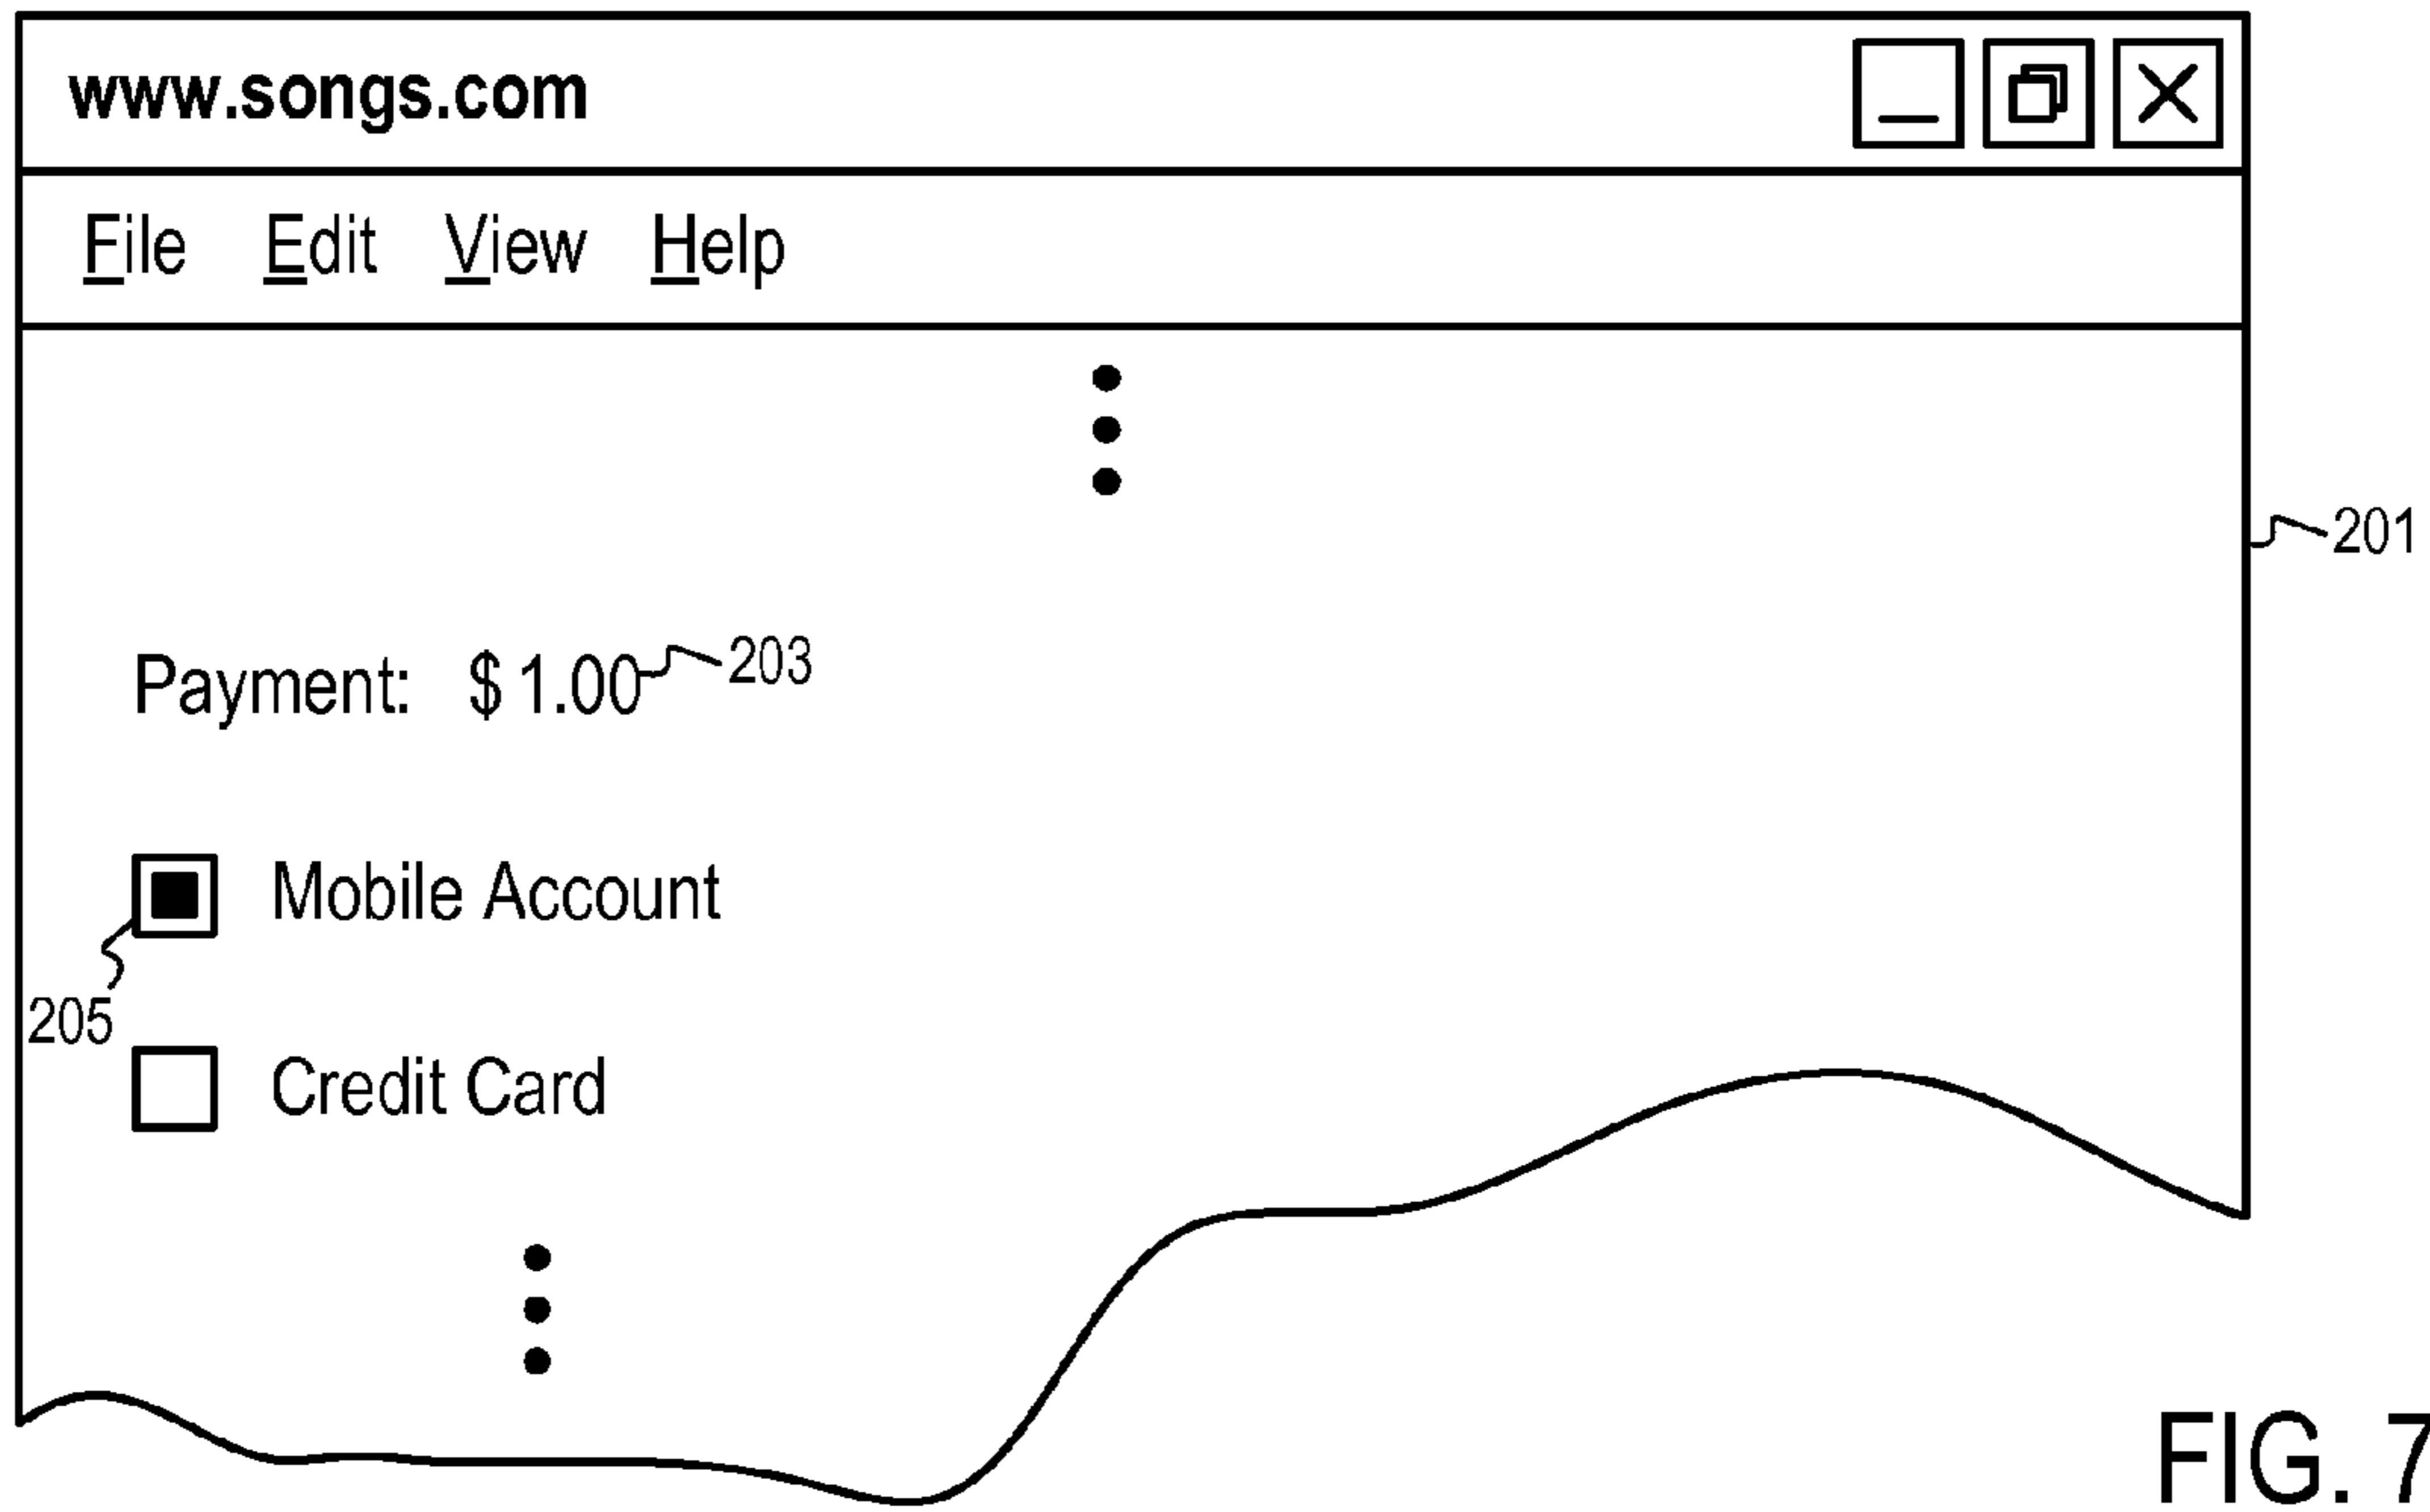 www.songs.com
File Edit View Help
201
Payment: $ 1.00 203
Mobile Account
205
Credit Card
FIG. 7